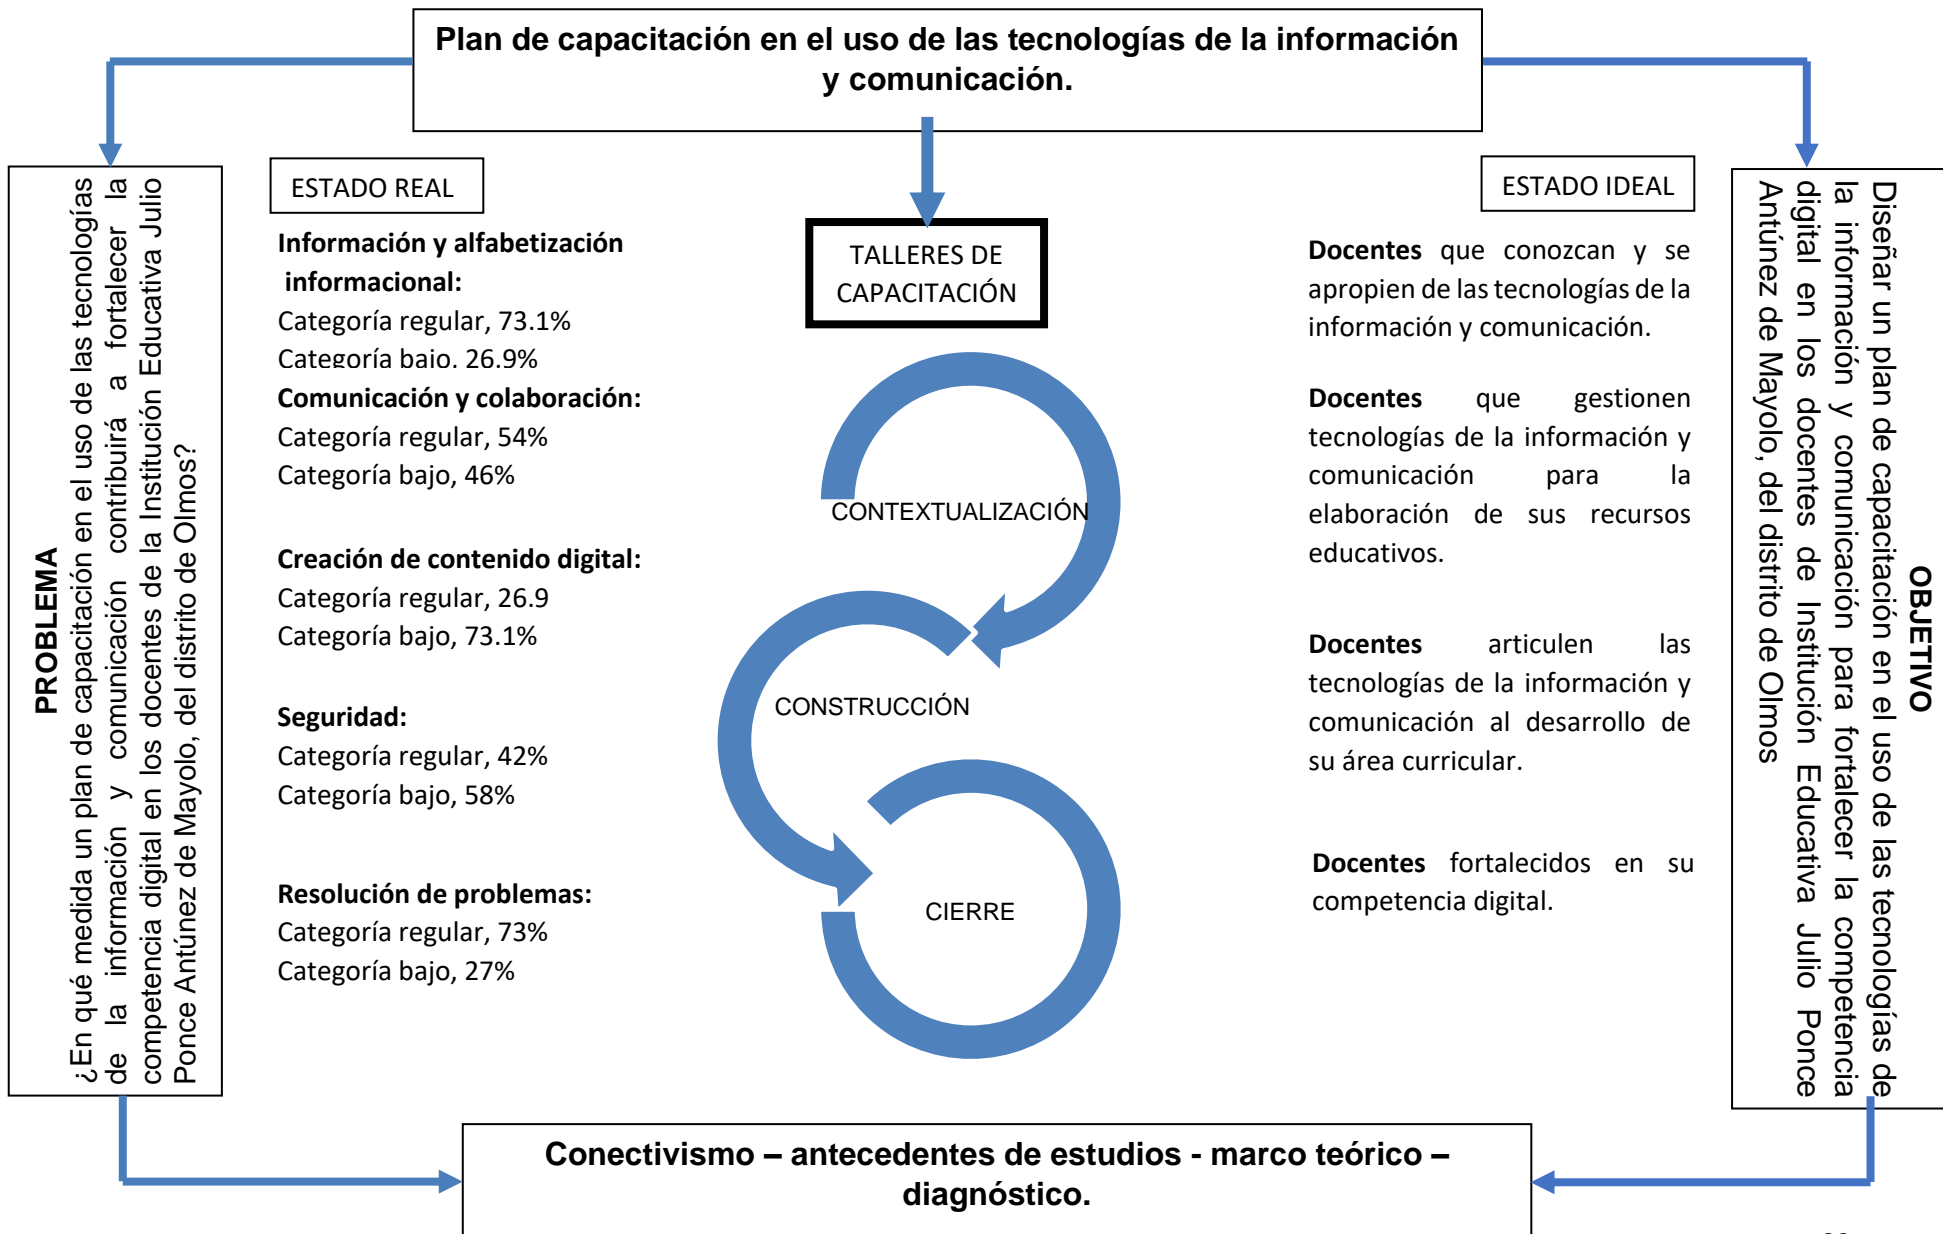 Plan de capacitación en el uso de las tecnologías de la información
y comunicación.
PROBLEMA
¿En qué medida un plan de capacitación en el uso de las tecnologías
de la información y comunicación contribuirá a fortalecer la
competencia digital en los docentes de la Institución Educativa Julio
Ponce Antúnez de Mayolo, del distrito de Olmos?
ESTADO REAL
Información y alfabetización
informacional:
Categoría regular, 73.1%
Categoría bajo, 26.9%
Comunicación y colaboración:
Categoría regular, 54%
Categoría bajo, 46%
Creación de contenido digital:
Categoría regular, 26.9
Categoría bajo, 73.1%
Seguridad:
Categoría regular, 42%
Categoría bajo, 58%
Resolución de problemas:
Categoría regular, 73%
Categoría bajo, 27%
TALLERES DE
CAPACITACIÓN
CONTEXTUALIZACIÓN
CONSTRUCCIÓN
CIERRE
ESTADO IDEAL
Docentes que conozcan y se
apropien de las tecnologías de la
información y comunicación.
Docentes que gestionen
tecnologías de la información y
comunicación para la
elaboración de sus recursos
educativos.
Docentes articulen las
tecnologías de la información y
comunicación al desarrollo de
su área curricular.
Docentes fortalecidos en su
competencia digital.
OBJETIVO
Diseñar un plan de capacitación en el uso de las tecnologías de
la información y comunicación para fortalecer la competencia
digital en los docentes de Institución Educativa Julio Ponce
Antúnez de Mayolo, del distrito de Olmos
Conectivismo – antecedentes de estudios - marco teórico –
diagnóstico.